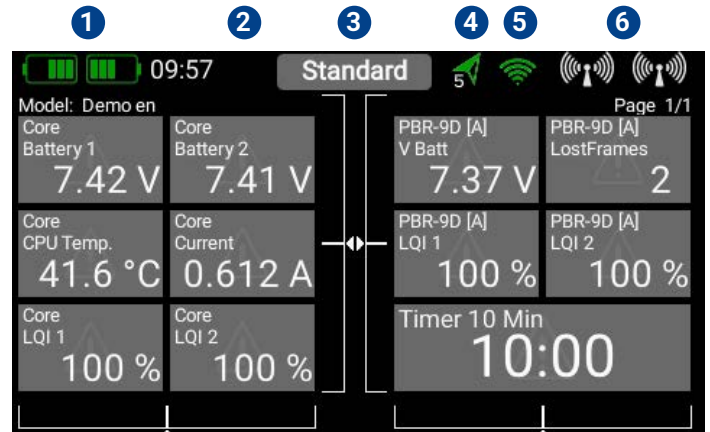 1 2 3 4 5 6
09:57 Standard 5
Model: Demo en Page 1/1
Core Core PBR-9D [A] PBR-9D [A]
Battery 1 Battery 2 V Batt LostFrames
7.42 V 7.41 V 7.37 V 2
Core Core PBR-9D [A] PBR-9D [A]
CPU Temp. Current LQI 1 LQI 2
41.6 °C 0.612 A 100 % 100 %
Core Core Timer 10 Min
LQI 1 LQI 2 10:00
100 % 100 %